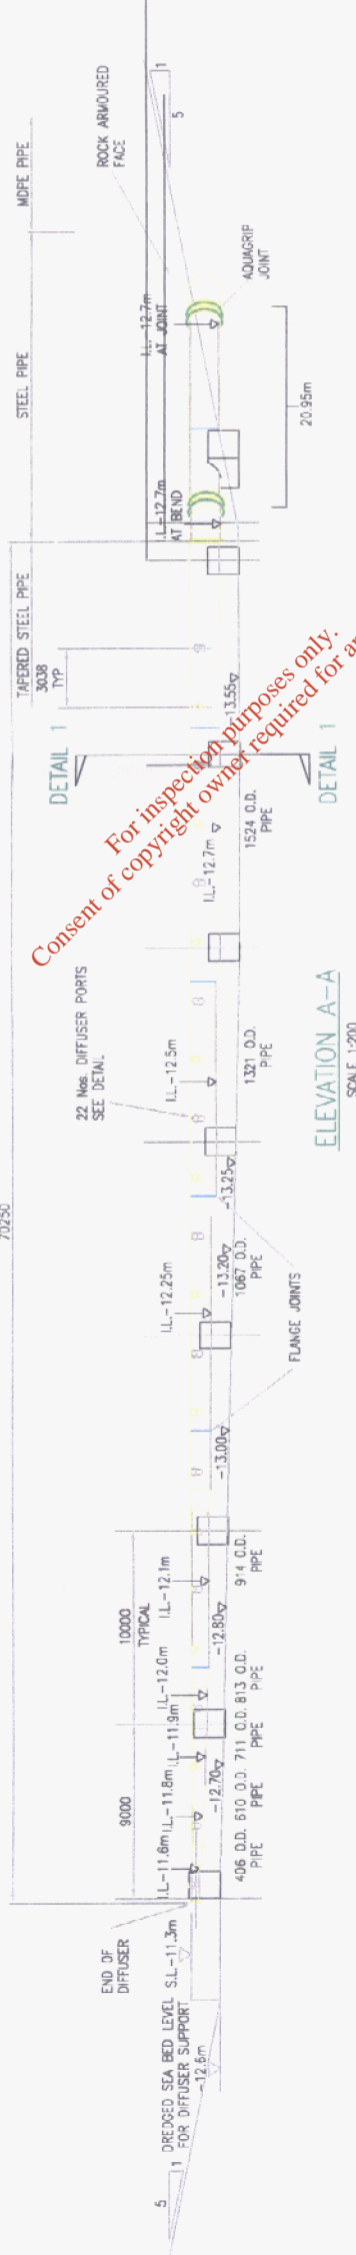 MDPE PIPE
STEEL PIPE
TAPERED STEEL PIPE
3038
TYP
70250
ROCK ARMOURED
FACE
1
5
AQUAGRIP
JOINT
I.L.-12.7m
AT JOINT
20.95m
I.L.-12.7m
AT BEND
DETAIL 1
DETAIL 1
-13.55
For inspection purposes only.
Consent of copyright owner required for
1524 O.D.
PIPE
I.L.-12.7m
22 Nos. DIFFUSER PORTS
SEE DETAIL
I.L.-12.5m
1321 O.D.
PIPE
ELEVATION A-A
SCALE 1:200
-13.25
I.L.-12.25m
-13.20
1067 O.D.
PIPE
FLANGE JOINTS
-13.00
10000
TYPICAL
I.L.-12.1m
914 O.D.
PIPE
-12.80
I.L.-12.0m
813 O.D.
PIPE
I.L.-11.9m
711 O.D.
PIPE
-12.70
9000
I.L.-11.8m
610 O.D.
PIPE
I.L.-11.6m
406 O.D.
PIPE
END OF
DIFFUSER
S.L.-11.3m
DREDGED SEA BED LEVEL
FOR DIFFUSER SUPPORT
-12.6m
5
1